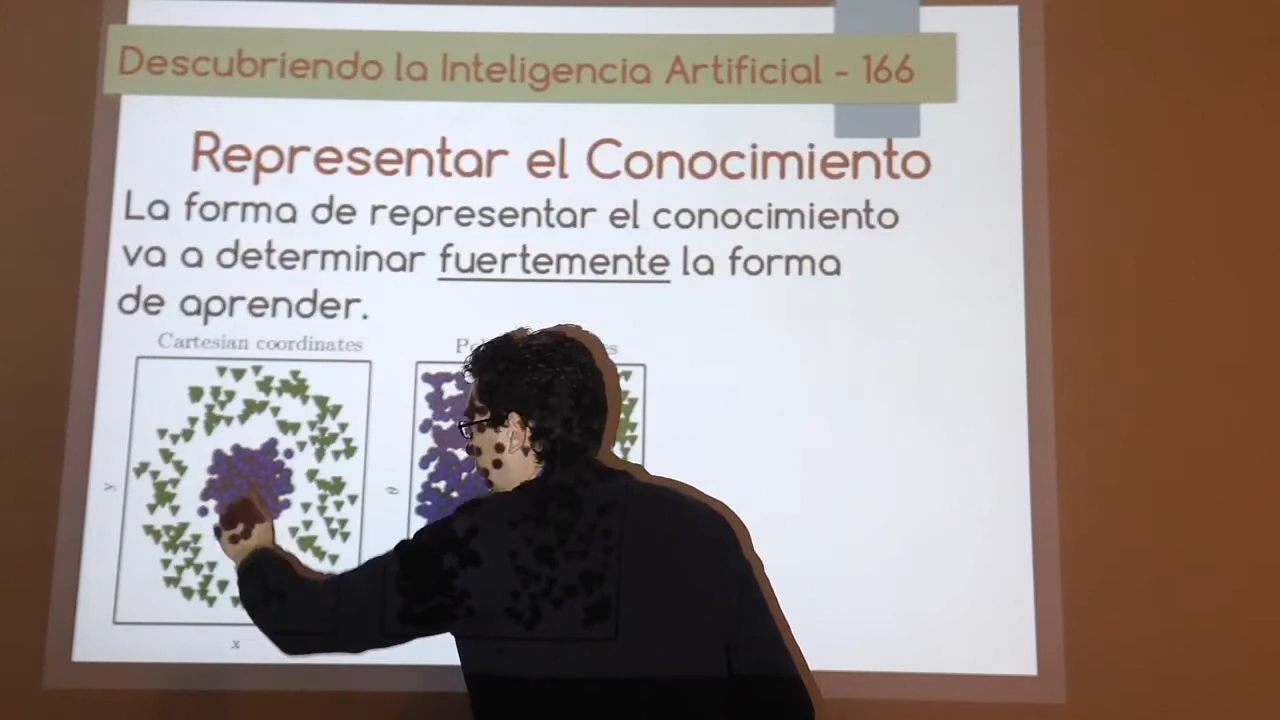 Descubriendo la Inteligencia Artificial - 166
Representar el Conocimiento
La forma de representar el conocimiento
va a determinar fuertemente la forma
de aprender.
Cartesian coordinates
y
θ
x